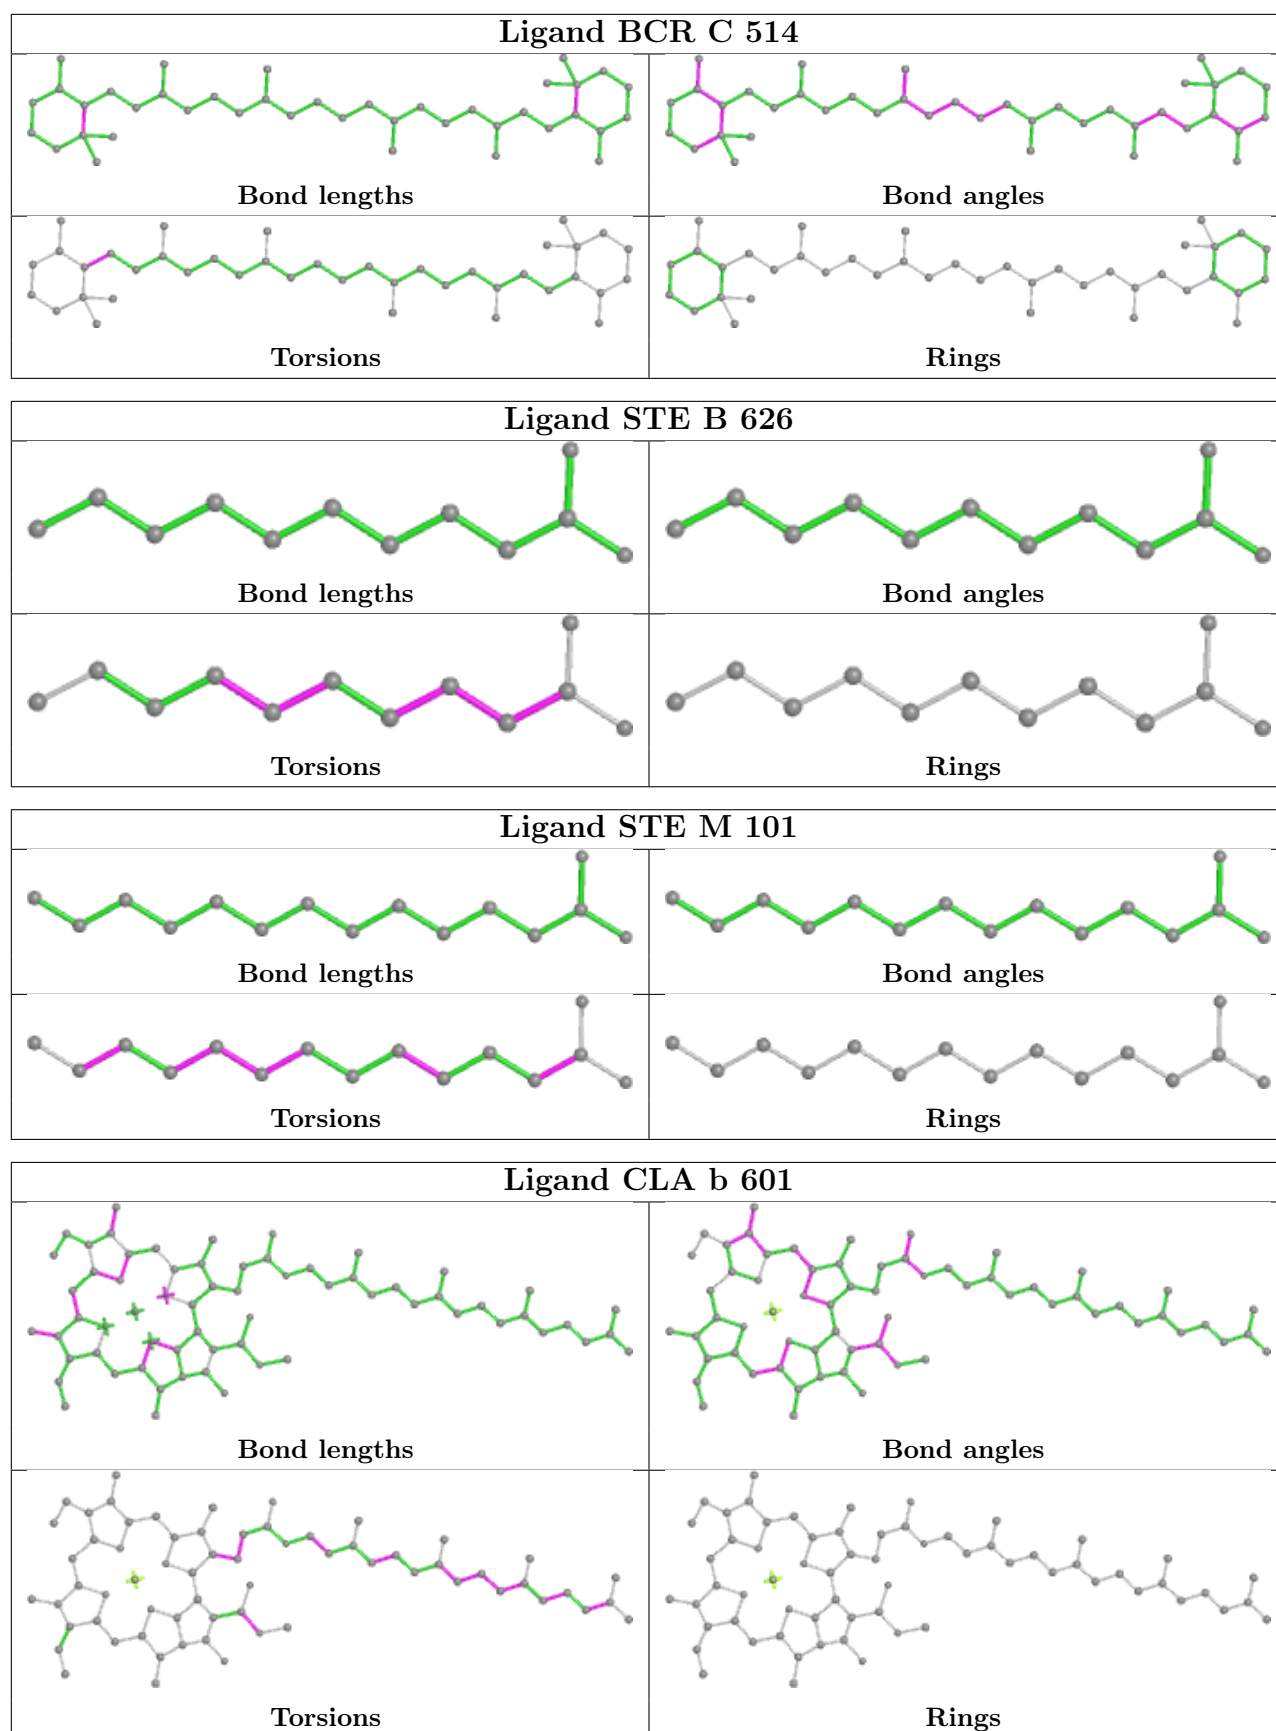 Ligand BCR C 514
Bond lengths
Bond angles
Torsions
Rings
Ligand STE B 626
Bond lengths
Bond angles
Torsions
Rings
Ligand STE M 101
Bond lengths
Bond angles
Torsions
Rings
Ligand CLA b 601
Bond lengths
Bond angles
Torsions
Rings